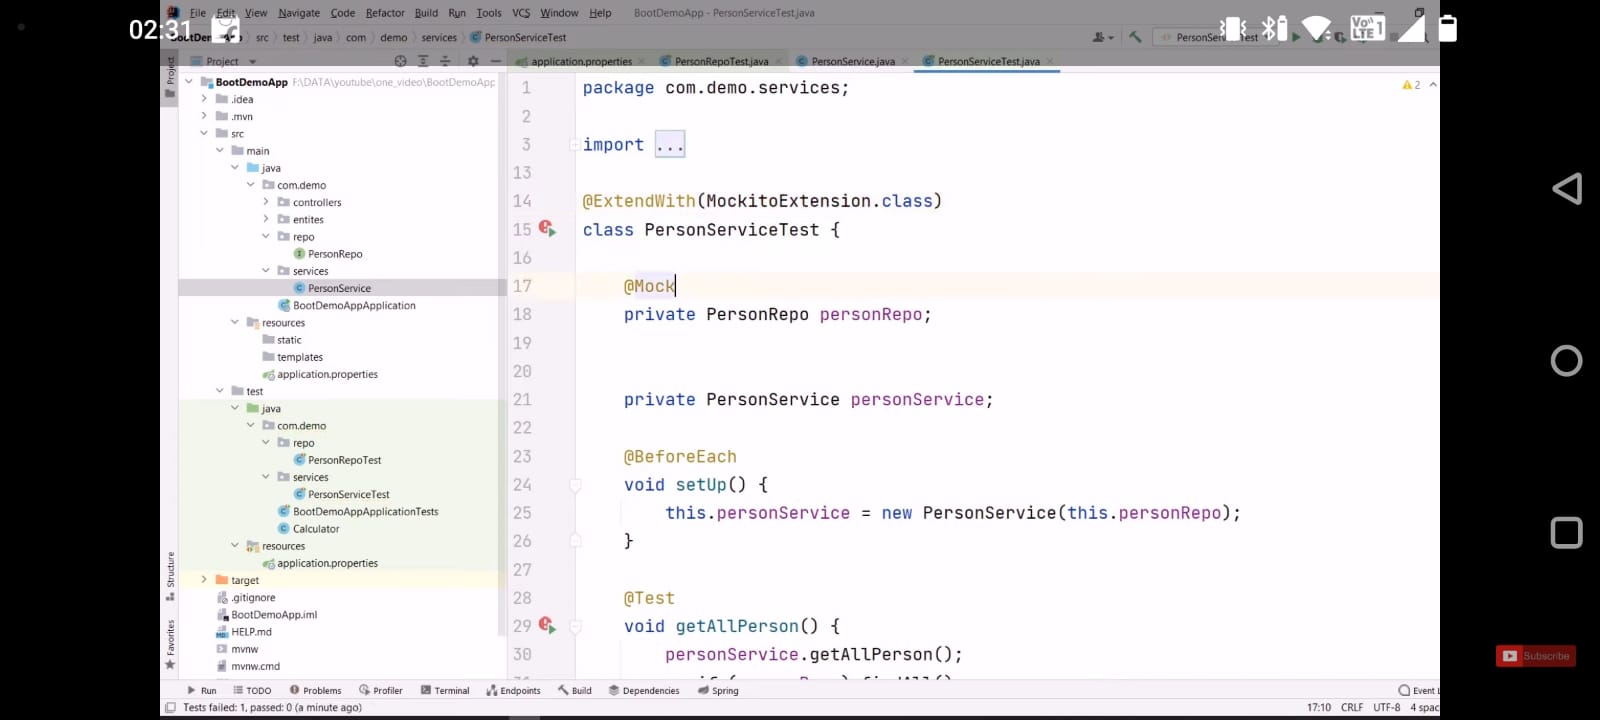 02:31
File Edit View Navigate Code Refactor Build Run Tools VCS Window Help BootDemoApp - PersonServiceTest.java
src test java com demo services PersonServiceTest
Project
application.properties PersonRepoTest.java PersonService.java PersonServiceTest.java
Project
BootDemoApp F:\DATA\youtube\one_video\BootDemoApp
.idea
.mvn
src
main
java
com.demo
controllers
entites
repo
PersonRepo
services
PersonService
BootDemoAppApplication
resources
static
templates
application.properties
test
java
com.demo
repo
PersonRepoTest
services
PersonServiceTest
BootDemoAppApplicationTests
Calculator
resources
application.properties
target
.gitignore
BootDemoApp.iml
HELP.md
mvnw
mvnw.cmd
Structure
Favorites
1 package com.demo.services;
2
3 import ...
13
14 @ExtendWith(MockitoExtension.class)
15 class PersonServiceTest {
16
17 @Mock
18 private PersonRepo personRepo;
19
20
21 private PersonService personService;
22
23 @BeforeEach
24 void setUp() {
25 this.personService = new PersonService(this.personRepo);
26 }
27
28 @Test
29 void getAllPerson() {
30 personService.getAllPerson();
2
Subscribe
Run TODO Problems Profiler Terminal Endpoints Build Dependencies Spring Event L
Tests failed: 1, passed: 0 (a minute ago) 17:10 CRLF UTF-8 4 spac